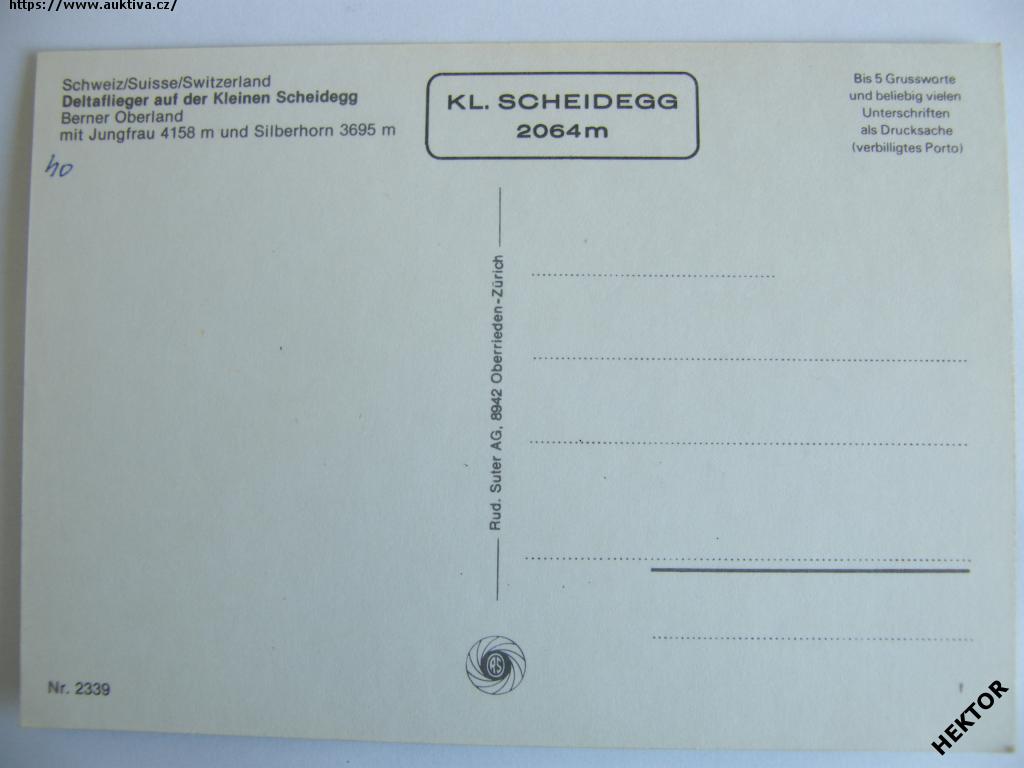 https://www.auktiva.cz/
Schweiz/Suisse/Switzerland
Deltaflieger auf der Kleinen Scheidegg
Berner Oberland
mit Jungfrau 4158 m und Silberhorn 3695 m
40
KL. SCHEIDEGG
2064m
Bis 5 Grussworte
und beliebig vielen
Unterschriften
als Drucksache
(verbilligtes Porto)
Rud. Suter AG, 8942 Oberrieden-Zürich
RS
Nr. 2339
HEKTOR